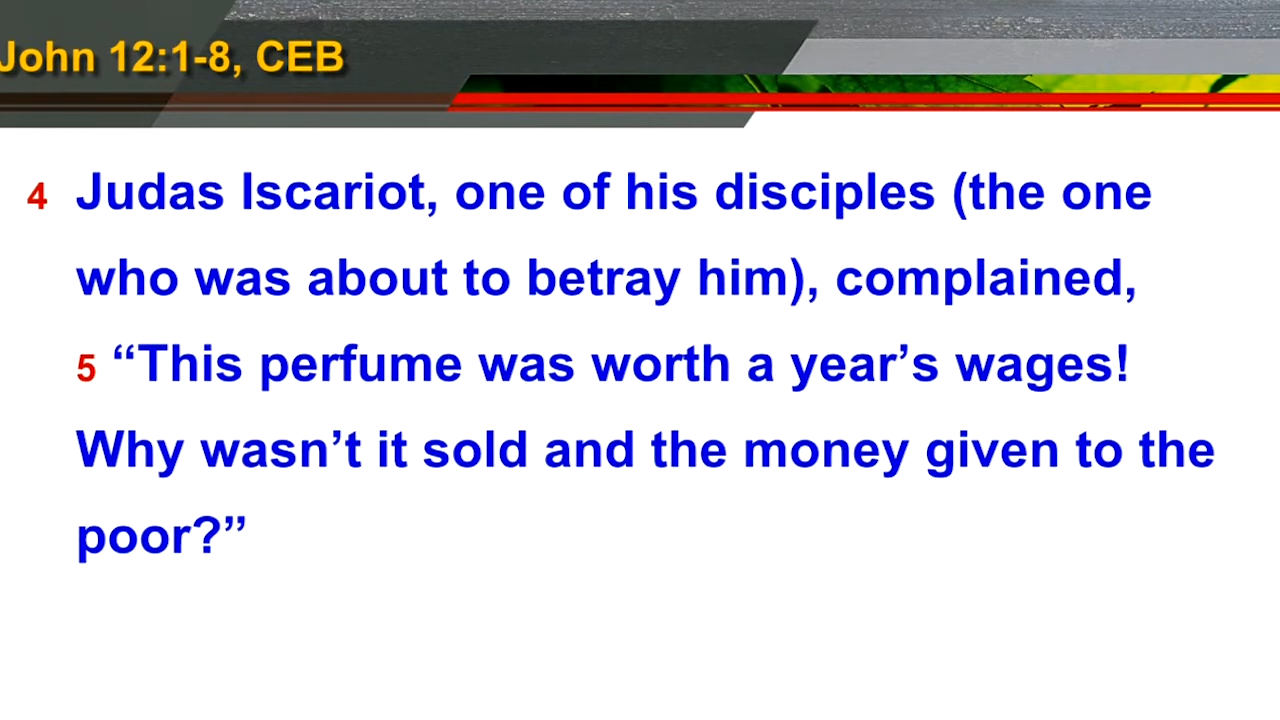 John 12:1-8, CEB
4 Judas Iscariot, one of his disciples (the one
who was about to betray him), complained,
5 “This perfume was worth a year’s wages!
Why wasn’t it sold and the money given to the
poor?”